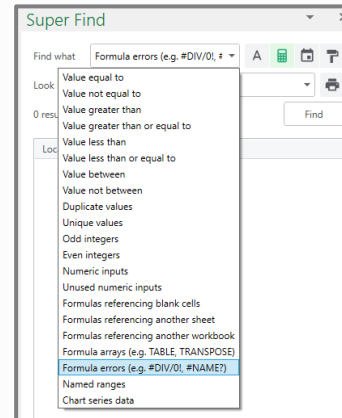 Super Find
Find what Formula errors (e.g. #DIV/0!, # A
Look
0 resu Find
Loc
Value equal to
Value not equal to
Value greater than
Value greater than or equal to
Value less than
Value less than or equal to
Value between
Value not between
Duplicate values
Unique values
Odd integers
Even integers
Numeric inputs
Unused numeric inputs
Formulas referencing blank cells
Formulas referencing another sheet
Formulas referencing another workbook
Formula arrays (e.g. TABLE, TRANSPOSE)
Formula errors (e.g. #DIV/0!, #NAME?)
Named ranges
Chart series data